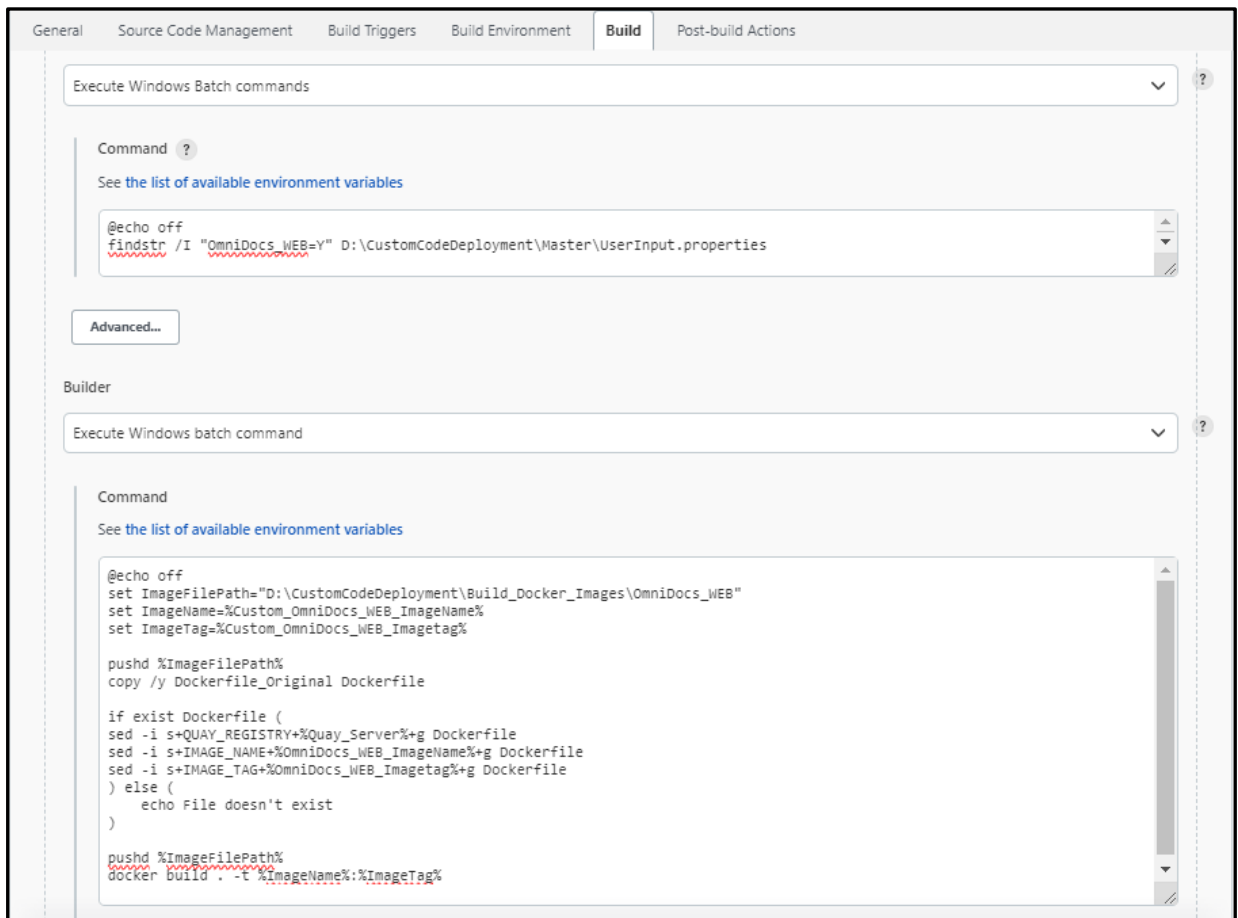 General Source Code Management Build Triggers Build Environment Build Post-build Actions
Execute Windows Batch commands ?
Command ?
See the list of available environment variables
@echo off
findstr /I "OmniDocs_WEB=Y" D:\CustomCodeDeployment\Master\UserInput.properties
Advanced...
Builder
Execute Windows batch command ?
Command
See the list of available environment variables
@echo off
set ImageFilePath="D:\CustomCodeDeployment\Build_Docker_Images\OmniDocs_WEB"
set ImageName=%Custom_OmniDocs_WEB_ImageName%
set ImageTag=%Custom_OmniDocs_WEB_Imagetag%
pushd %ImageFilePath%
copy /y Dockerfile_Original Dockerfile
if exist Dockerfile (
sed -i s+QUAY_REGISTRY+%Quay_Server%+g Dockerfile
sed -i s+IMAGE_NAME+%OmniDocs_WEB_ImageName%+g Dockerfile
sed -i s+IMAGE_TAG+%OmniDocs_WEB_Imagetag%+g Dockerfile
) else (
echo File doesn't exist
)
pushd %ImageFilePath%
docker build . -t %ImageName%:%ImageTag%